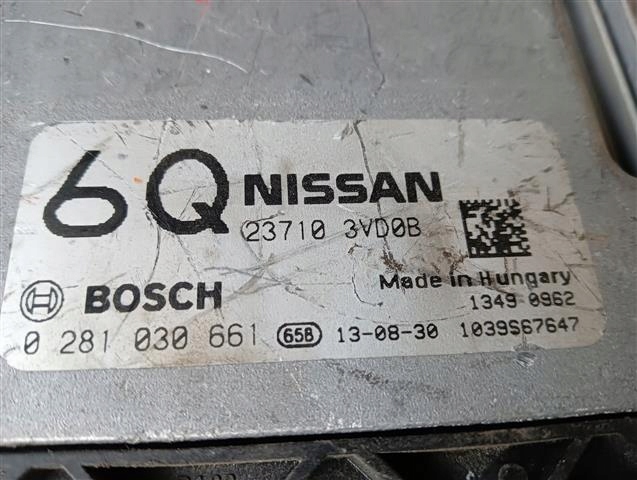 6Q NISSAN
23710 3VD0B
Made in Hungary
BOSCH
1349 0962
0 281 030 661 65B 13-08-30 1039S67647